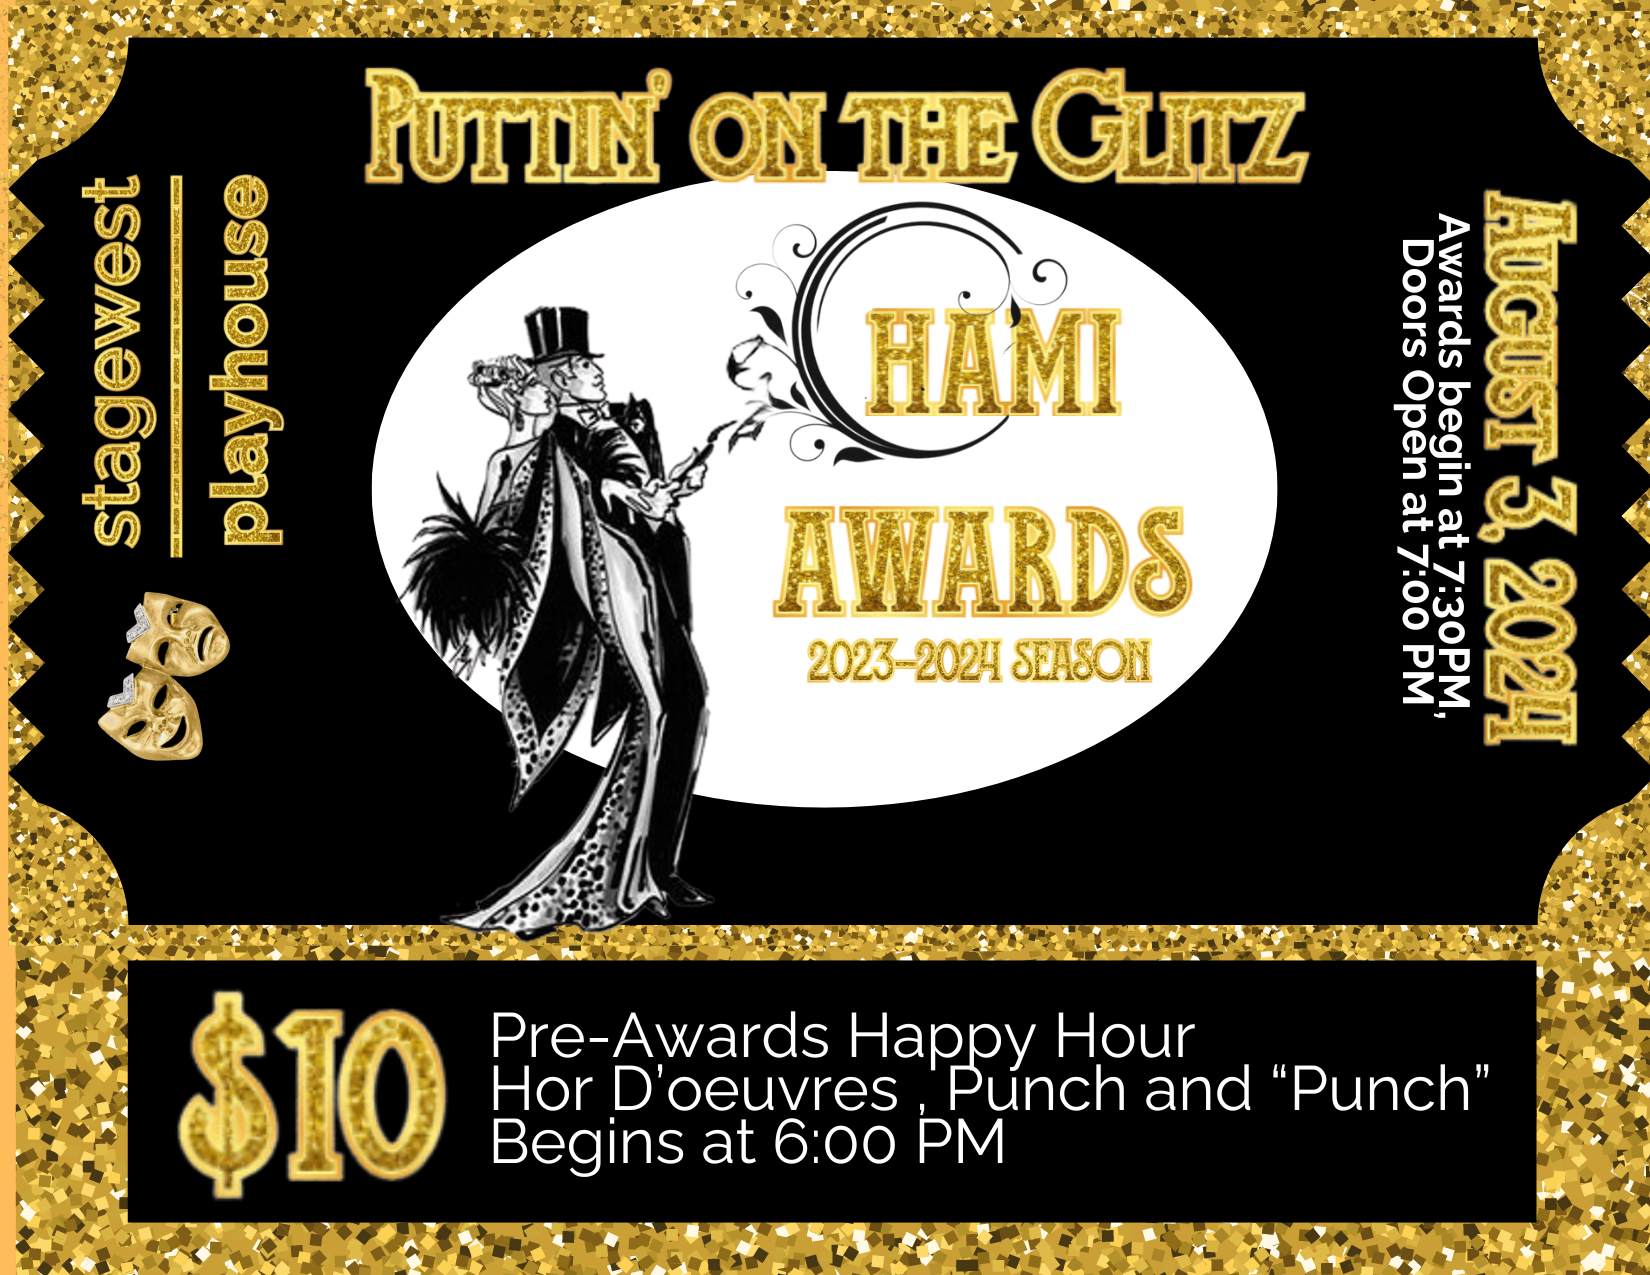 PUTTIN' ON THE GLITZ
stagewest
playhouse
CHAMI
AWARDS
2023-2024 SEASON
AUGUST 3, 2024
Awards begin at 7:30PM,
Doors Open at 7:00 PM
$10
Pre-Awards Happy Hour
Hor D’oeuvres , Punch and “Punch”
Begins at 6:00 PM